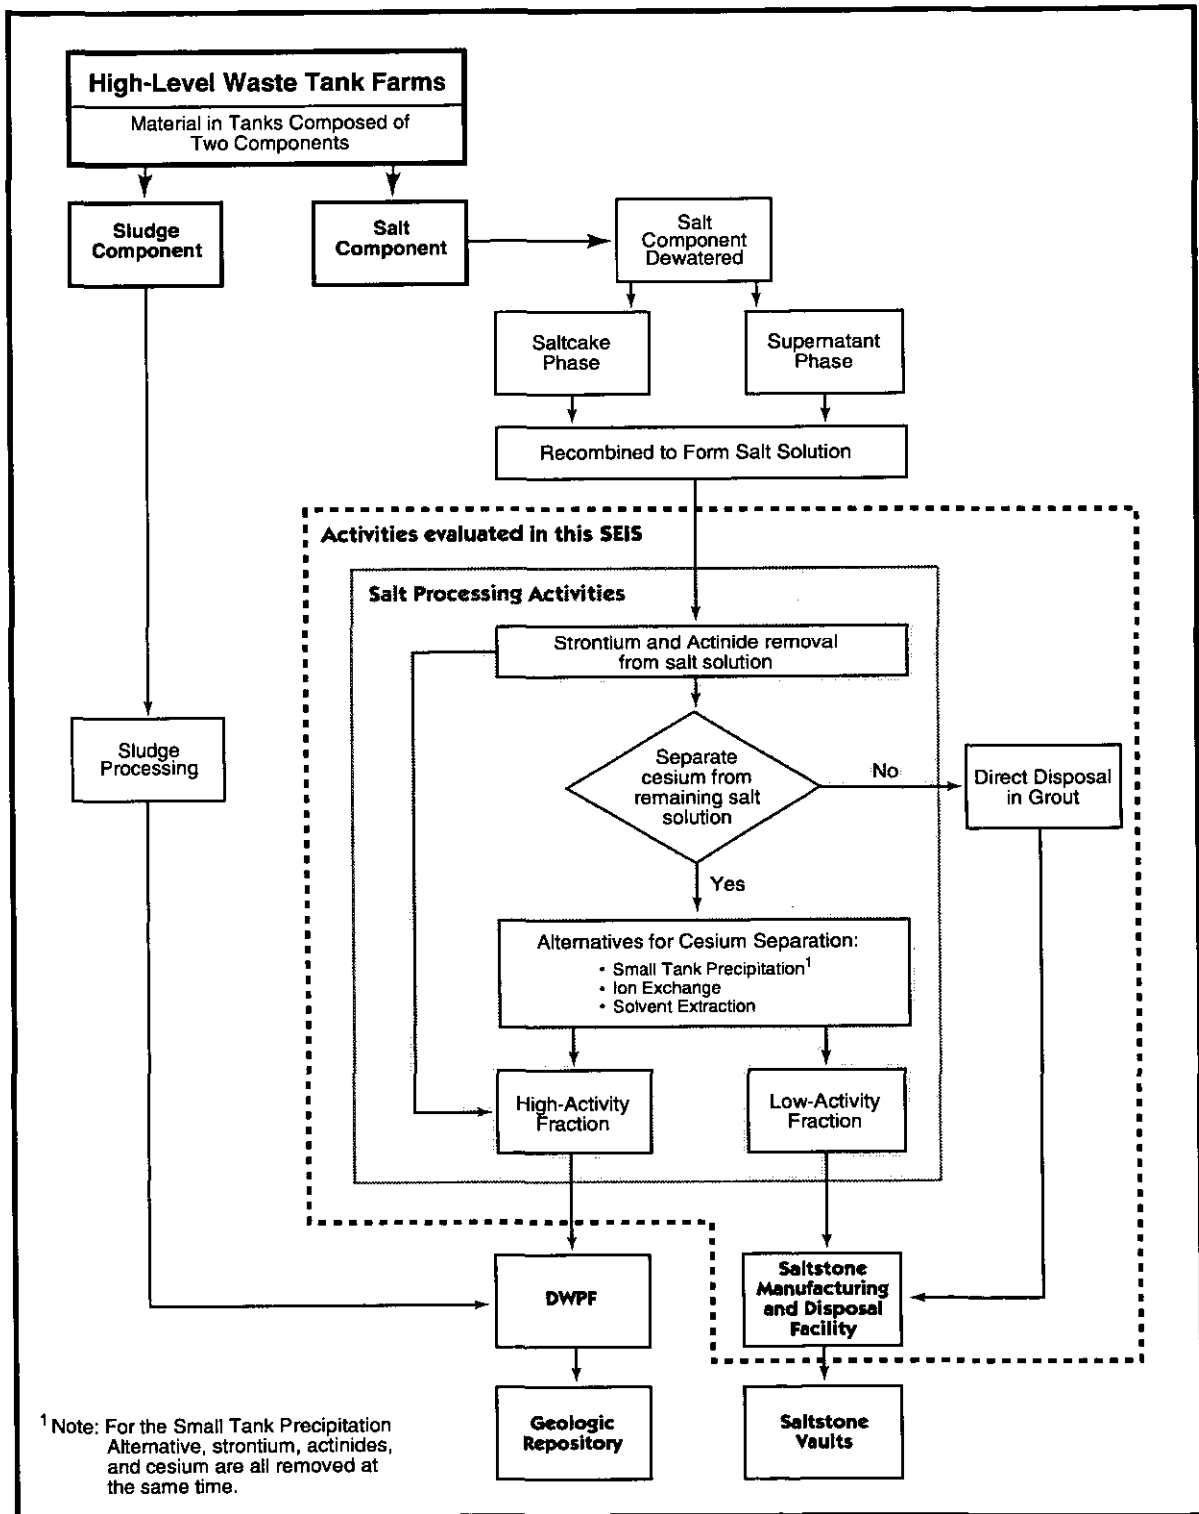 High-Level Waste Tank Farms
Material in Tanks Composed of
Two Components
Sludge
Component
Salt
Component
Salt
Component
Dewatered
Saltcake
Phase
Supernatant
Phase
Recombined to Form Salt Solution
Activities evaluated in this SEIS
Salt Processing Activities
Strontium and Actinide removal
from salt solution
Sludge
Processing
Separate
cesium from
remaining salt
solution
No
Direct Disposal
in Grout
Yes
Alternatives for Cesium Separation:
• Small Tank Precipitation¹
• Ion Exchange
• Solvent Extraction
High-Activity
Fraction
Low-Activity
Fraction
DWPF
Saltstone
Manufacturing
and Disposal
Facility
Geologic
Repository
Saltstone
Vaults
¹ Note: For the Small Tank Precipitation
Alternative, strontium, actinides,
and cesium are all removed at
the same time.